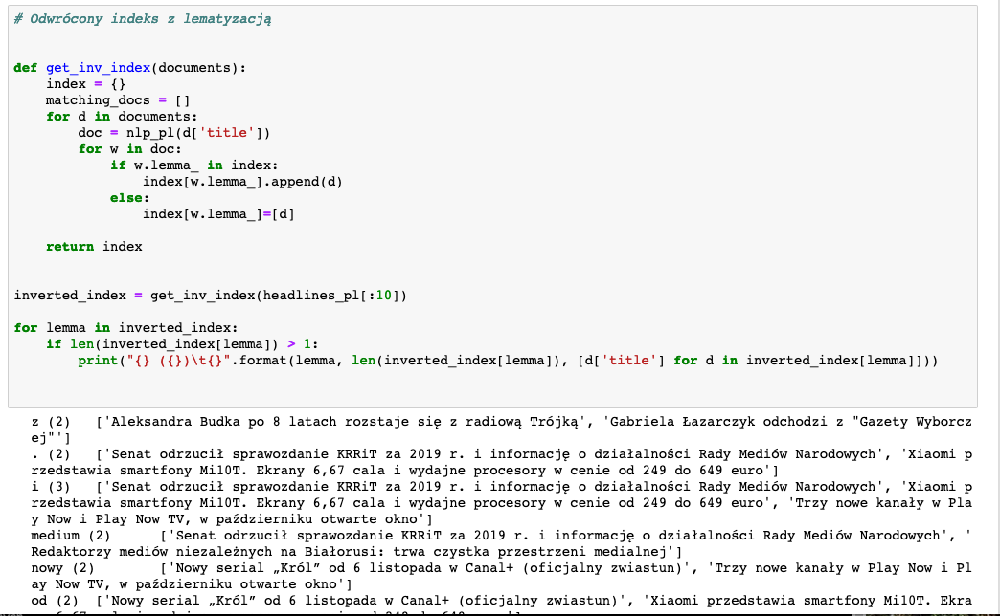 # Odwrócony indeks z lematyzacją
def get_inv_index(documents):
    index = {}
    matching_docs = []
    for d in documents:
        doc = nlp_pl(d['title'])
        for w in doc:
            if w.lemma_ in index:
                index[w.lemma_].append(d)
            else:
                index[w.lemma_]=[d]
    return index
inverted_index = get_inv_index(headlines_pl[:10])
for lemma in inverted_index:
    if len(inverted_index[lemma]) > 1:
        print("{} ({})\t{}".format(lemma, len(inverted_index[lemma]), [d['title'] for d in inverted_index[lemma]]))
z (2)   ['Aleksandra Budka po 8 latach rozstaje się z radiową Trójką', 'Gabriela Łazarczyk odchodzi z "Gazety Wyborcz
ej"']
. (2)   ['Senat odrzucił sprawozdanie KRRiT za 2019 r. i informację o działalności Rady Mediów Narodowych', 'Xiaomi p
rzedstawia smartfony Mi10T. Ekrany 6,67 cala i wydajne procesory w cenie od 249 do 649 euro']
i (3)   ['Senat odrzucił sprawozdanie KRRiT za 2019 r. i informację o działalności Rady Mediów Narodowych', 'Xiaomi p
rzedstawia smartfony Mi10T. Ekrany 6,67 cala i wydajne procesory w cenie od 249 do 649 euro', 'Trzy nowe kanały w Pla
y Now i Play Now TV, w październiku otwarte okno']
medium (2)      ['Senat odrzucił sprawozdanie KRRiT za 2019 r. i informację o działalności Rady Mediów Narodowych', '
Redaktorzy mediów niezależnych na Białorusi: trwa czystka przestrzeni medialnej']
nowy (2)        ['Nowy serial „Król” od 6 listopada w Canal+ (oficjalny zwiastun)', 'Trzy nowe kanały w Play Now i Pl
ay Now TV, w październiku otwarte okno']
od (2)  ['Nowy serial „Król” od 6 listopada w Canal+ (oficjalny zwiastun)', 'Xiaomi przedstawia smartfony Mi10T. Ekra